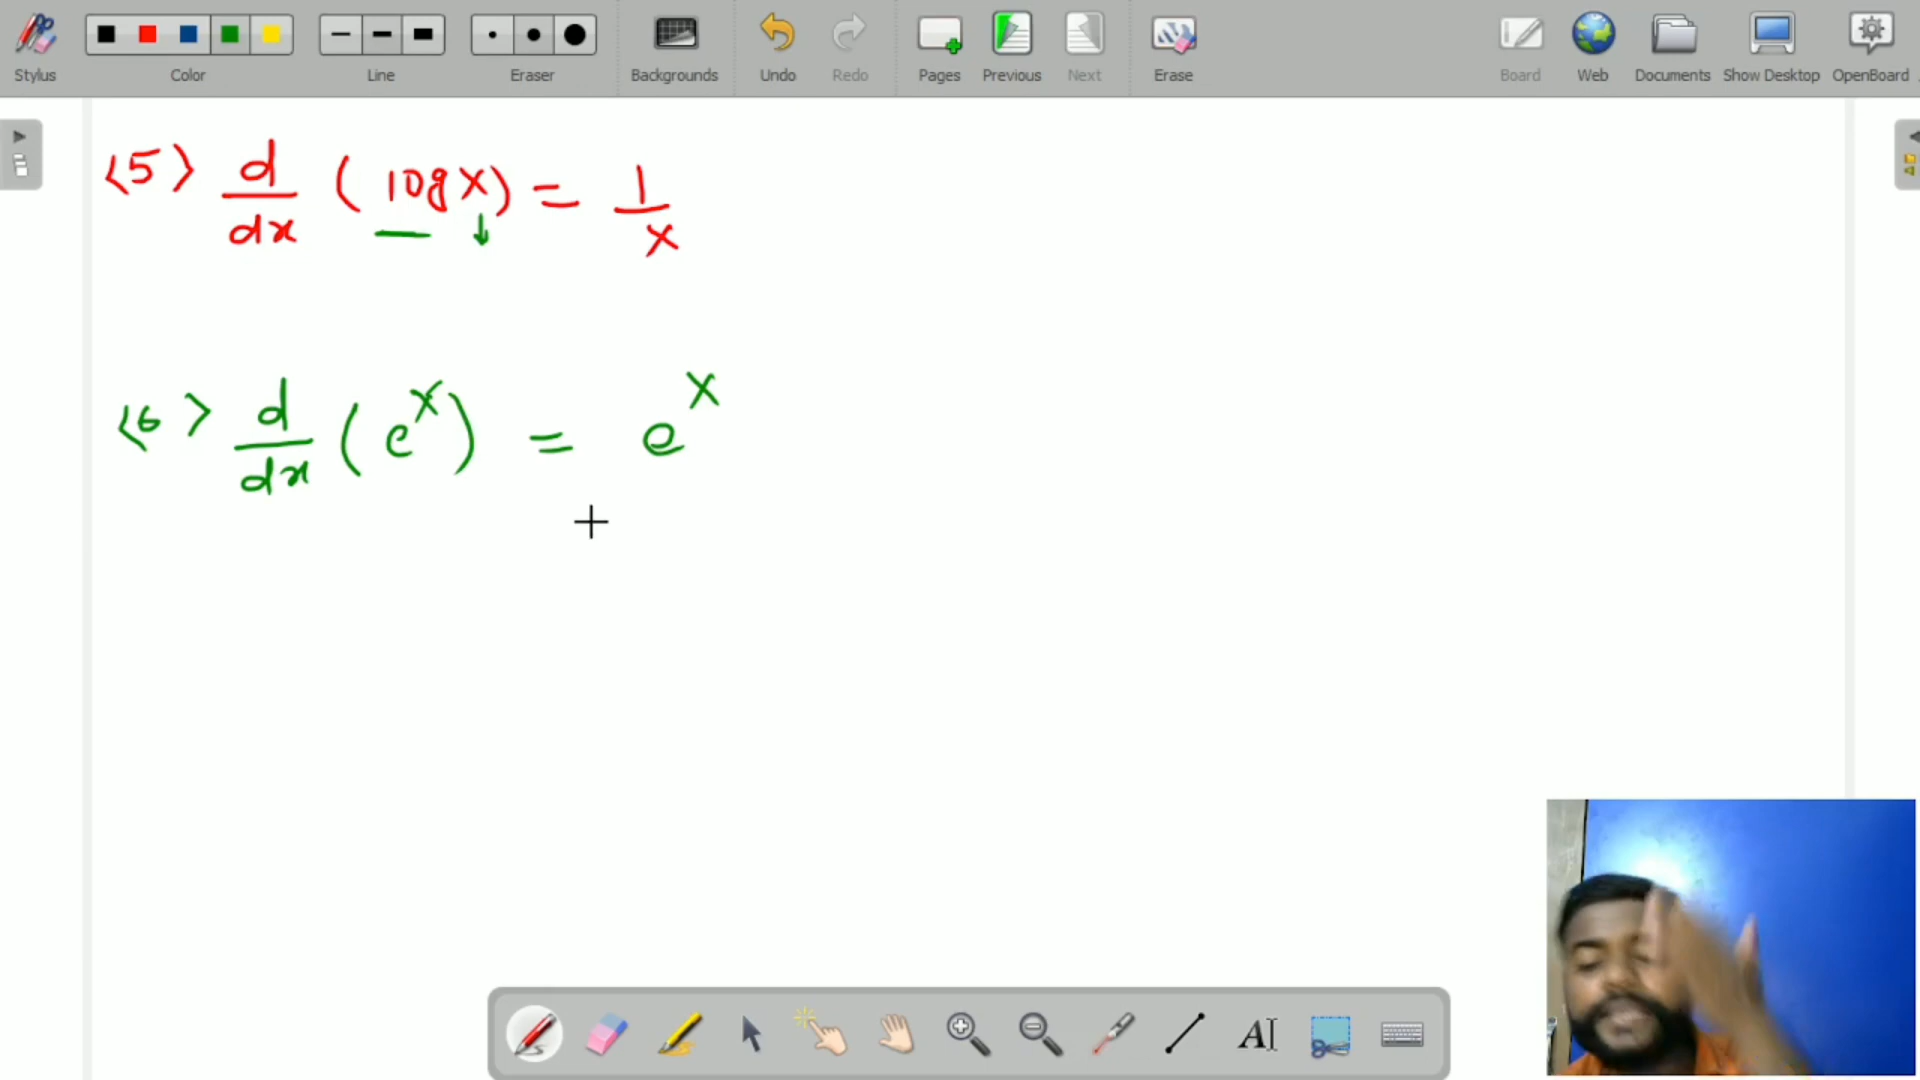 Stylus Color Line Eraser Backgrounds Undo Redo Pages Previous Next Erase Board Web Documents Show Desktop OpenBoard
<5> d/dx (logx) = 1/x
<6> d/dx (e^x) = e^x